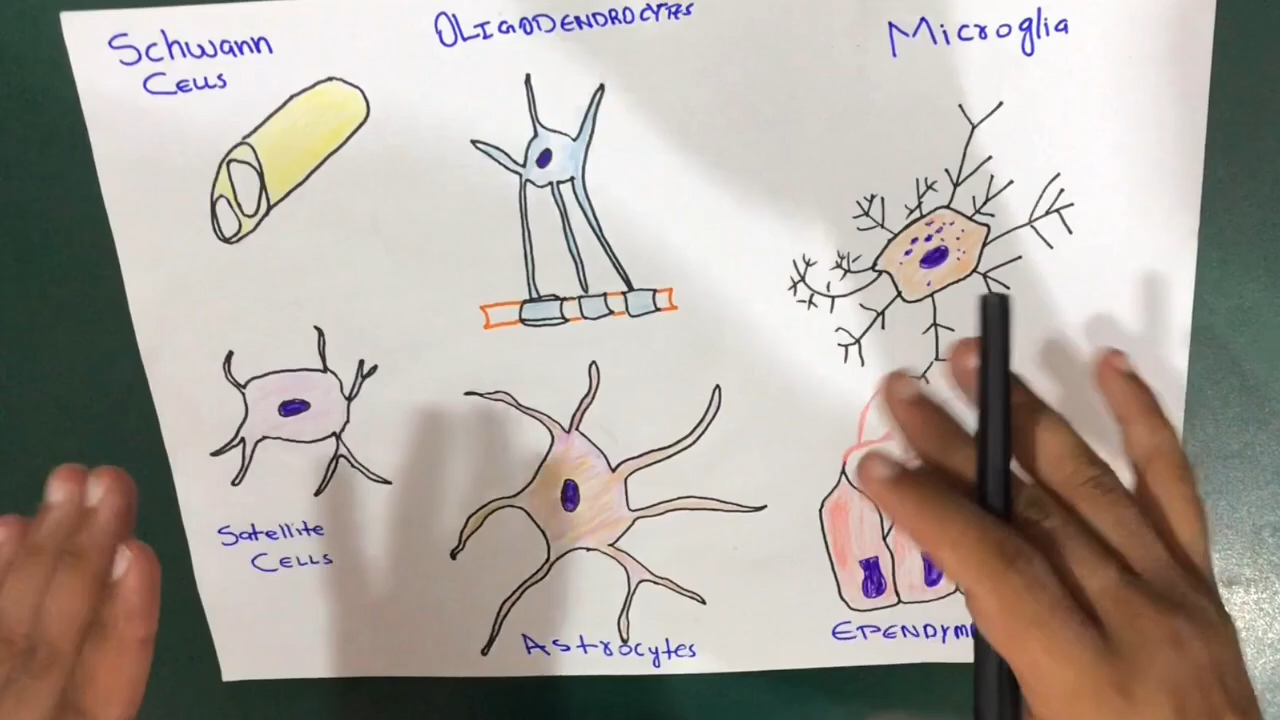 Schwann
CELLS
OLIGODENDROCYTES
Microglia
Satellite
CELLS
Astrocytes